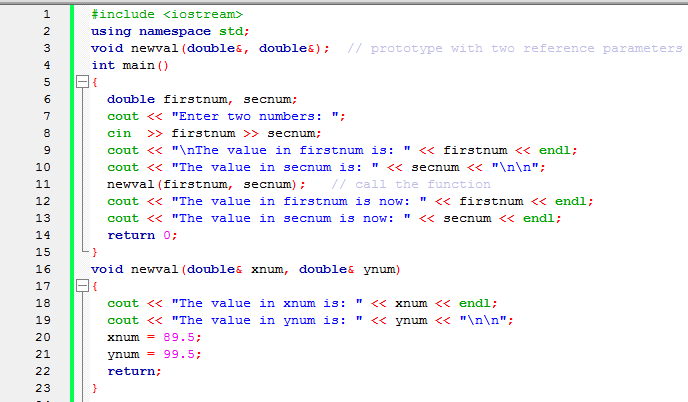 1 #include <iostream>
2 using namespace std;
3 void newval(double&, double&); // prototype with two reference parameters
4 int main()
5 {
6 double firstnum, secnum;
7 cout << "Enter two numbers: ";
8 cin >> firstnum >> secnum;
9 cout << "\nThe value in firstnum is: " << firstnum << endl;
10 cout << "The value in secnum is: " << secnum << "\n\n";
11 newval(firstnum, secnum); // call the function
12 cout << "The value in firstnum is now: " << firstnum << endl;
13 cout << "The value in secnum is now: " << secnum << endl;
14 return 0;
15 }
16 void newval(double& xnum, double& ynum)
17 {
18 cout << "The value in xnum is: " << xnum << endl;
19 cout << "The value in ynum is: " << ynum << "\n\n";
20 xnum = 89.5;
21 ynum = 99.5;
22 return;
23 }